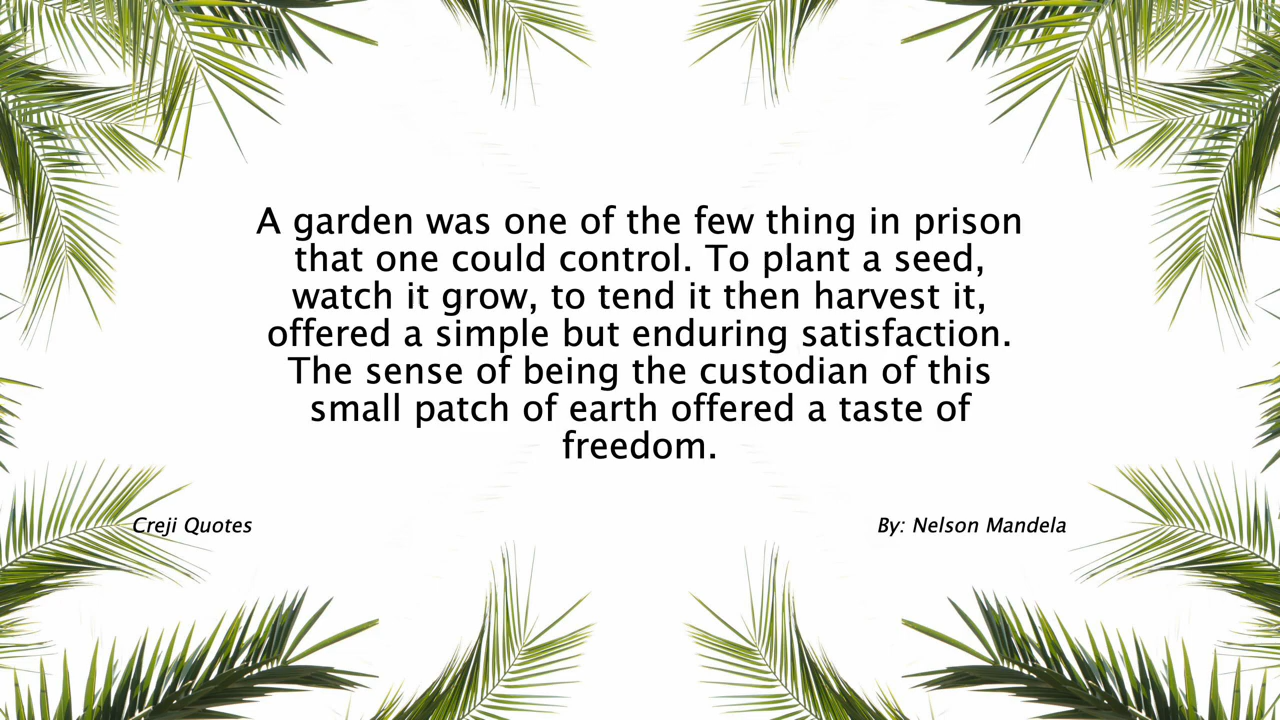 A garden was one of the few thing in prison
that one could control. To plant a seed,
watch it grow, to tend it then harvest it,
offered a simple but enduring satisfaction.
The sense of being the custodian of this
small patch of earth offered a taste of
freedom.
Creji Quotes
By: Nelson Mandela